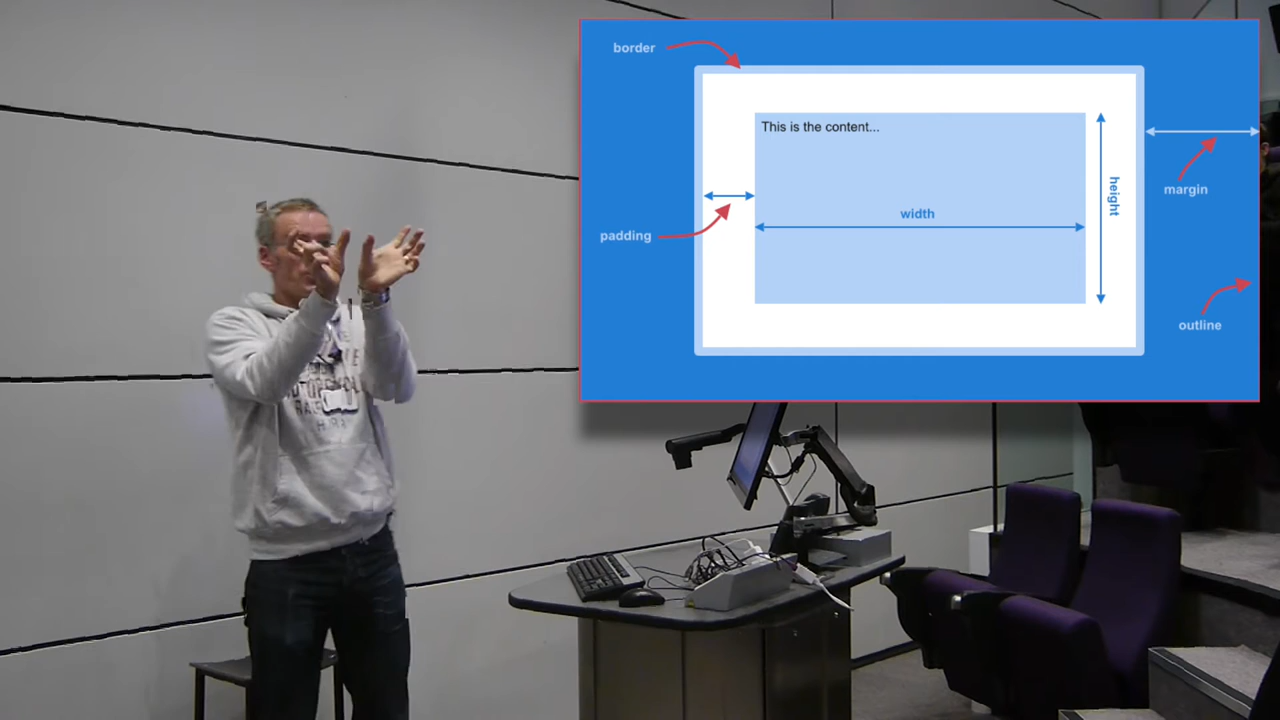 border
This is the content...
margin
height
width
padding
outline